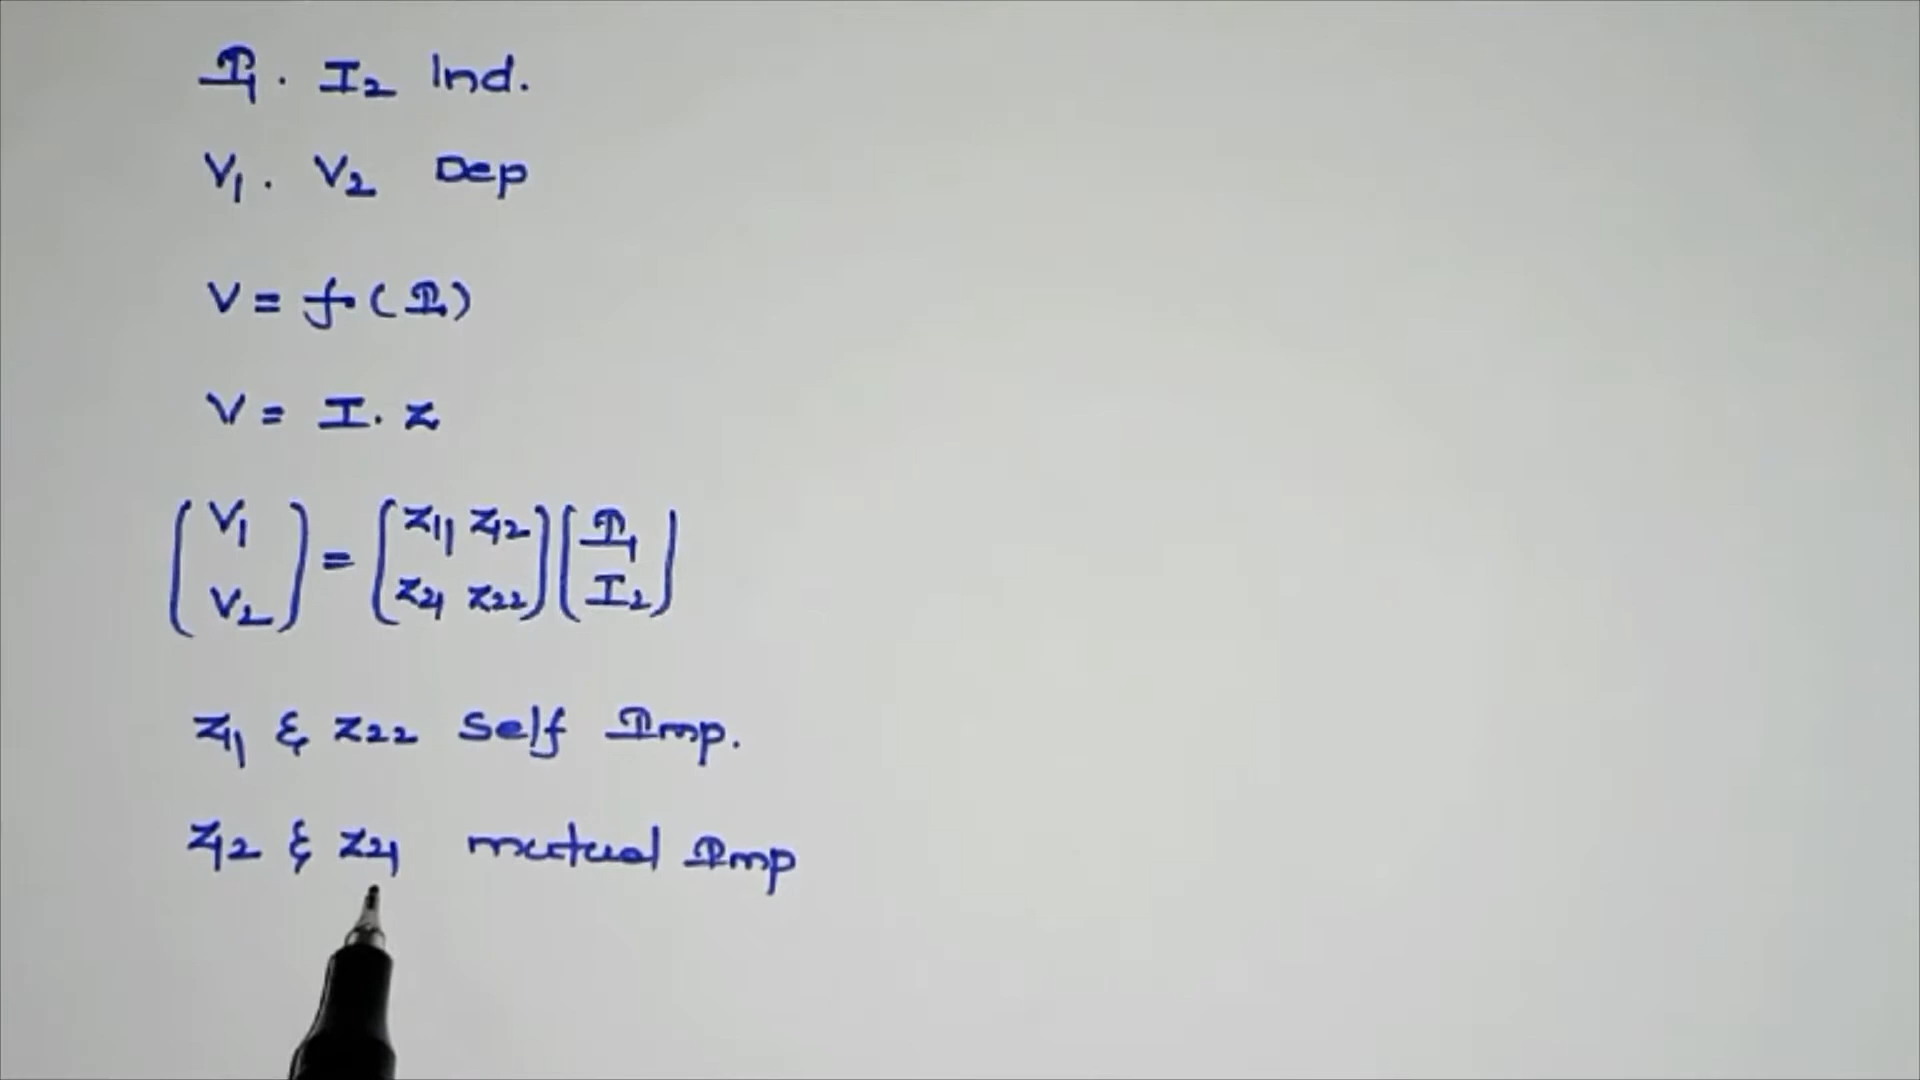 I1 . I2 Ind.
V1 . V2 Dep
V = f (I)
V = I . Z
[V1 V2] = [Z11 Z12 Z21 Z22] [I1 I2]
Z11 & Z22 Self Imp.
Z12 & Z21 mutual Imp